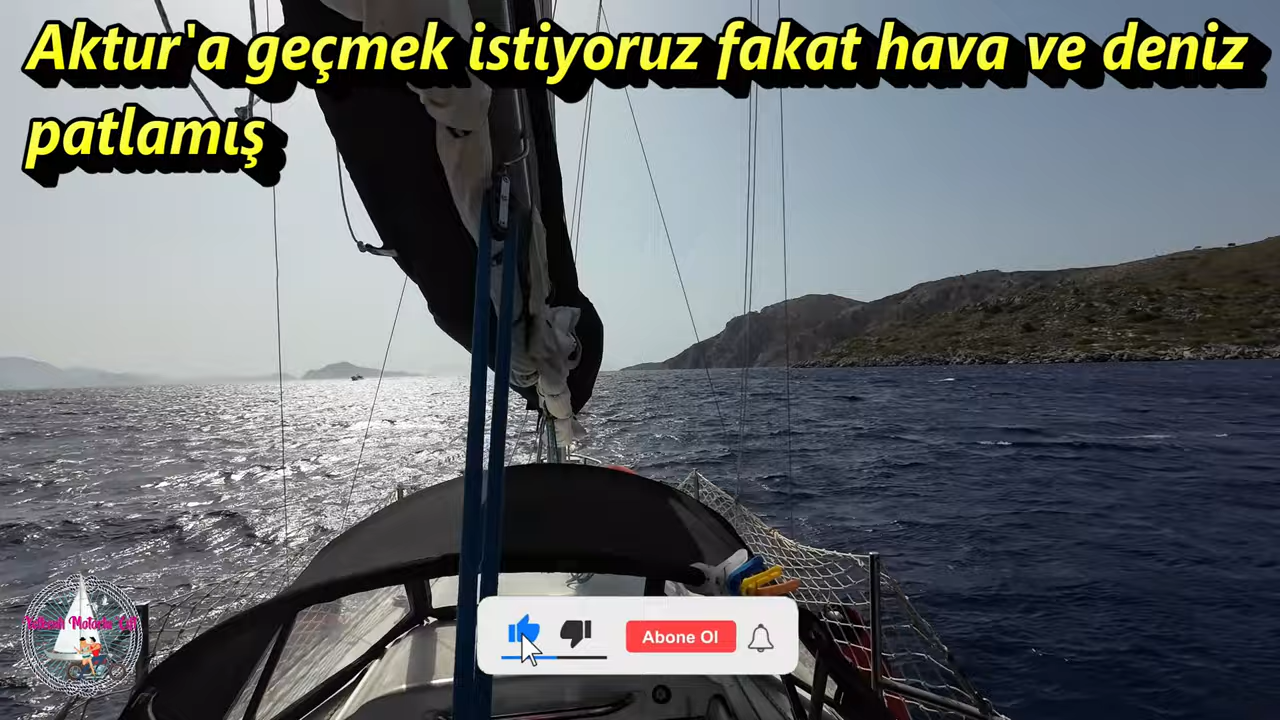 Aktur'a geçmek istiyoruz fakat hava ve deniz
patlamış
Abone Ol